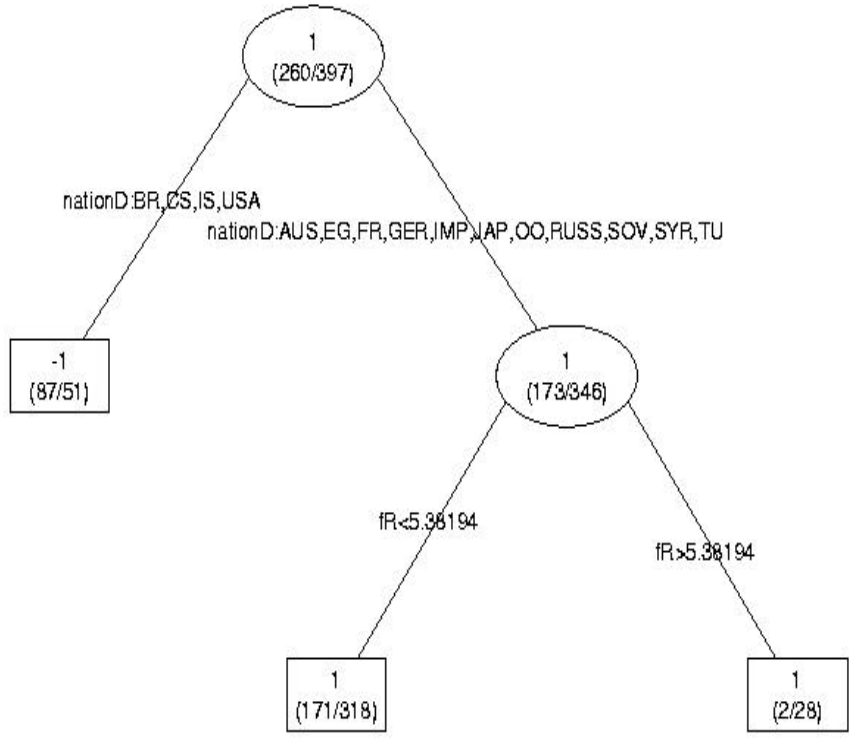 1
(260/397)
nationD:BR,CS,IS,USA
nationD:AUS,EG,FR,GER,IMP,JAP,OO,RUSS,SOV,SYR,TU
-1
(87/51)
1
(173/346)
fR<5.38194
fR>5.38194
1
(171/318)
1
(2/28)